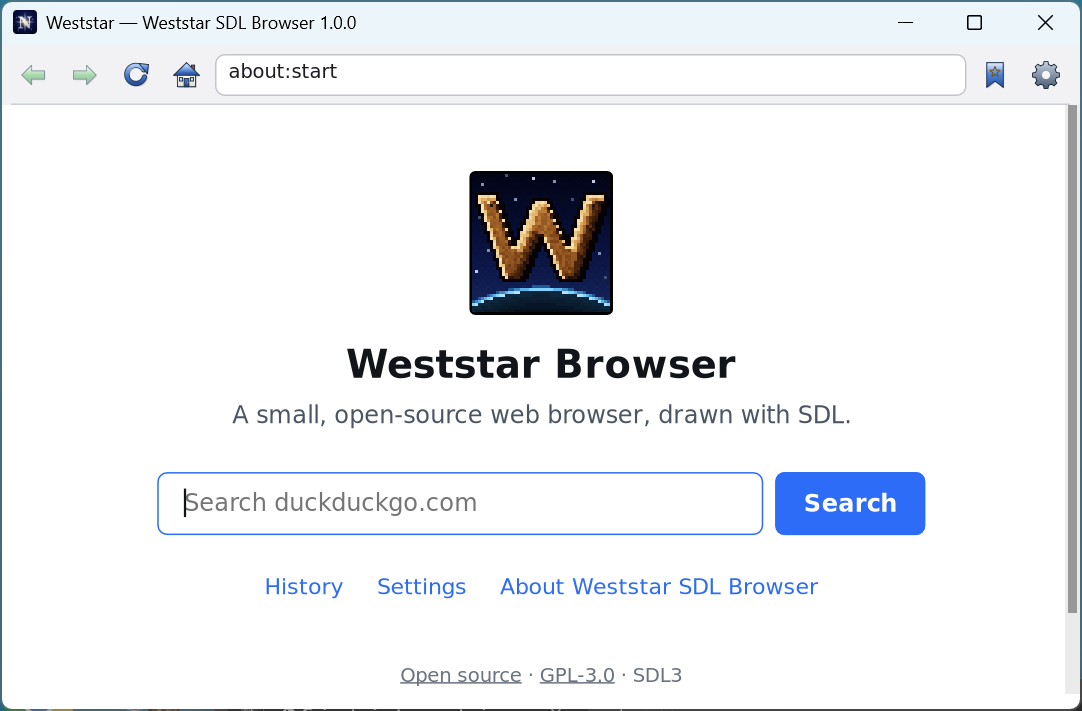 Weststar — Weststar SDL Browser 1.0.0
about:start
W
Weststar Browser
A small, open-source web browser, drawn with SDL.
Search duckduckgo.com
Search
History Settings About Weststar SDL Browser
Open source · GPL-3.0 · SDL3